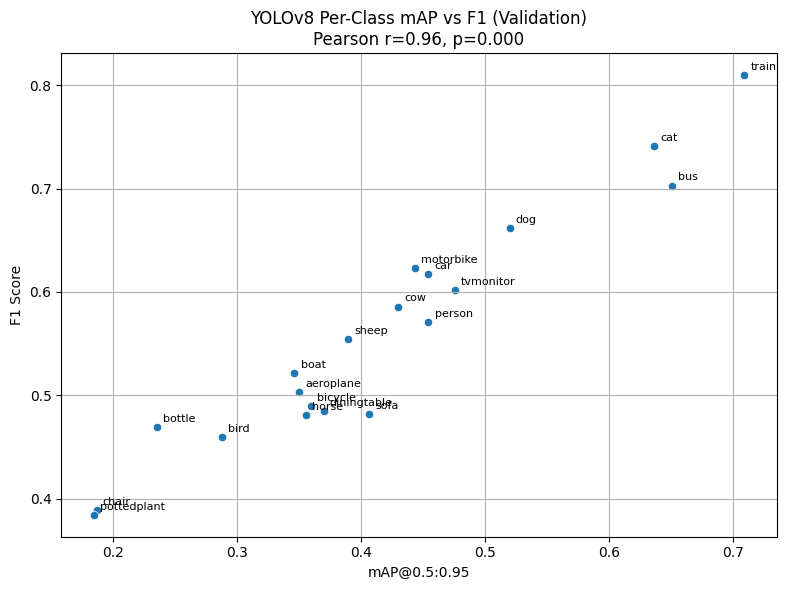 YOLOv8 Per-Class mAP vs F1 (Validation)
Pearson r=0.96, p=0.000
train
0.8
cat
bus
0.7
dog
motorbike
car
tvmonitor
0.6
cow
person
sheep
boat
aeroplane
bicycle
diningtable
horse
sofa
0.5
bottle
bird
chair
pottedplant
0.4
F1 Score
0.2
0.3
0.4
0.5
0.6
0.7
mAP@0.5:0.95